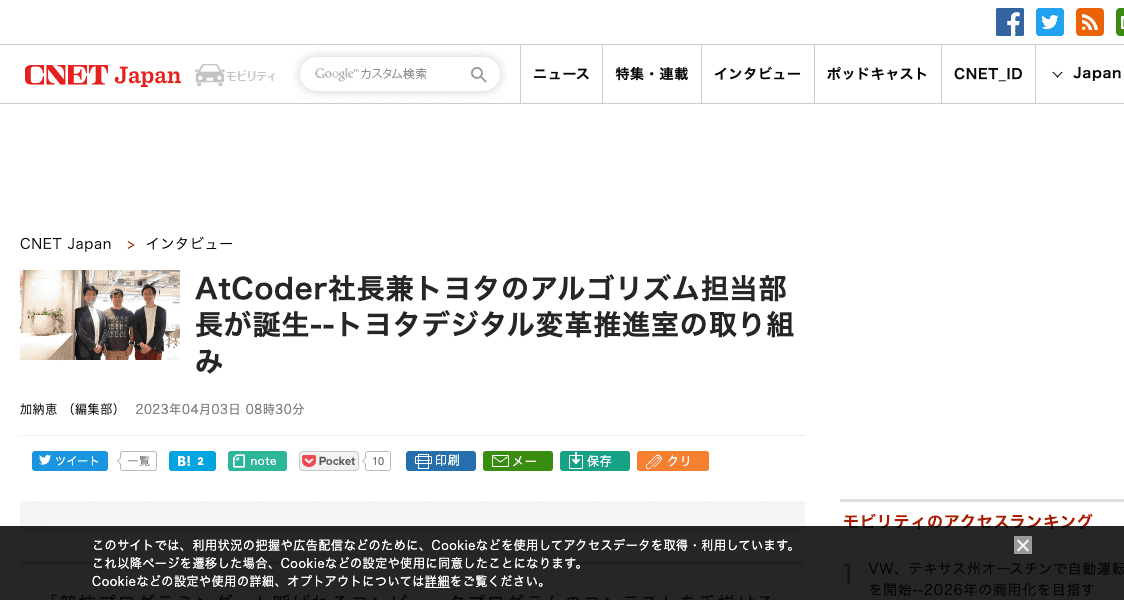 CNET Japan モビリティ Google™カスタム検索 ニュース 特集・連載 インタビュー ポッドキャスト CNET_ID Japan
CNET Japan > インタビュー
AtCoder社長兼トヨタのアルゴリズム担当部
長が誕生--トヨタデジタル変革推進室の取り組
み
加納恵 （編集部） 2023年04月03日 08時30分
ツイート 一覧 B! 2 note Pocket 10 印刷 メー 保存 クリ
モビリティのアクセスランキング
このサイトでは、利用状況の把握や広告配信などのために、Cookieなどを使用してアクセスデータを取得・利用しています。
これ以降ページを遷移した場合、Cookieなどの設定や使用に同意したことになります。
Cookieなどの設定や使用の詳細、オプトアウトについては詳細をご覧ください。
1 VW、テキサス州オースチンで自動運転
を開始--2026年の商用化を目指す